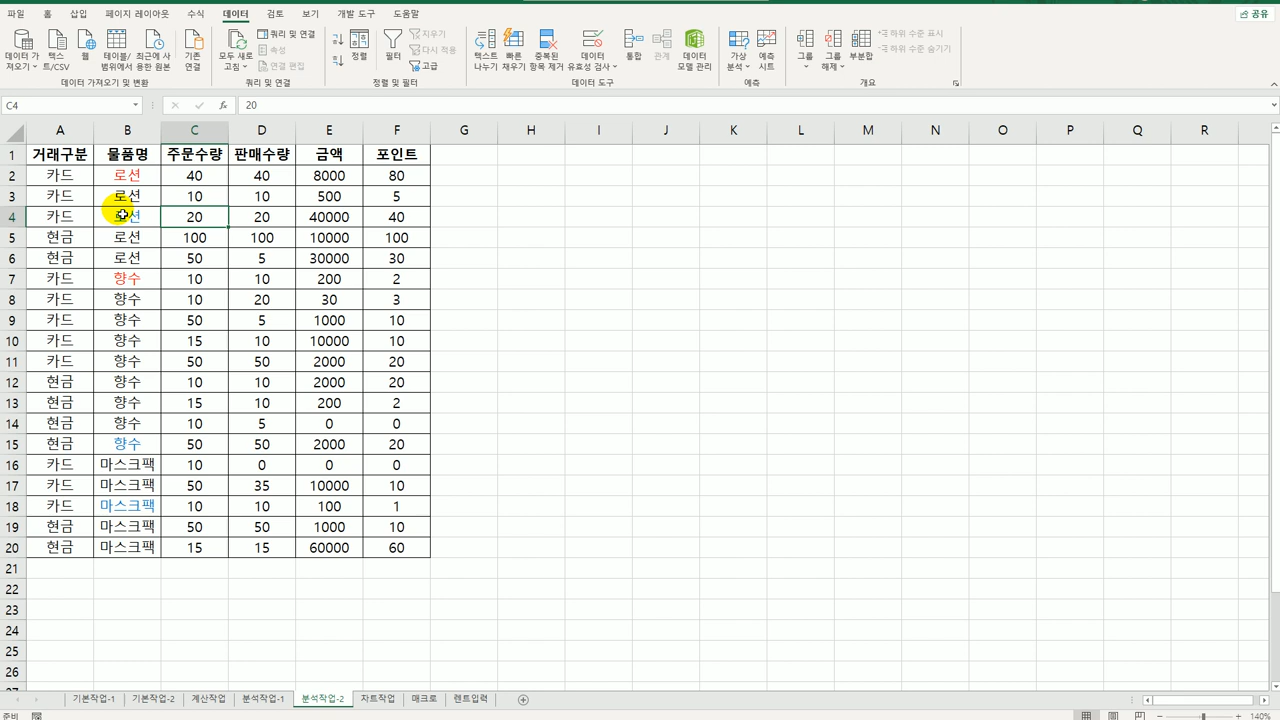 파일 홈 삽입 페이지 레이아웃 수식 데이터 검토 보기 개발 도구 도움말 공유
데이터 가져오기 텍스트/CSV 웹 테이블/범위에서 최근에 사용한 원본 기존 연결 모두 새로 고침 쿼리 및 연결 속성 연결 편집 정렬 필터 지우기 다시 적용 고급 텍스트 나누기 빠른 채우기 중복된 항목 제거 데이터 유효성 검사 통합 관계 데이터 모델 관리 가상 분석 예측 시트 그룹 그룹 해제 부분합 하위 수준 표시 하위 수준 숨기기
데이터 가져오기 및 변환 쿼리 및 연결 정렬 및 필터 데이터 도구 예측 개요
C4 fx 20
A B C D E F G H I J K L M N O P Q R
1 거래구분 물품명 주문수량 판매수량 금액 포인트
2 카드 로션 40 40 8000 80
3 카드 로션 10 10 500 5
4 카드 로션 20 20 40000 40
5 현금 로션 100 100 10000 100
6 현금 로션 50 5 30000 30
7 카드 향수 10 10 200 2
8 카드 향수 10 20 30 3
9 카드 향수 50 5 1000 10
10 카드 향수 15 10 10000 10
11 카드 향수 50 50 2000 20
12 현금 향수 10 10 2000 20
13 현금 향수 15 10 200 2
14 현금 향수 10 5 0 0
15 현금 향수 50 50 2000 20
16 카드 마스크팩 10 0 0 0
17 카드 마스크팩 50 35 10000 10
18 카드 마스크팩 10 10 100 1
19 현금 마스크팩 50 50 1000 10
20 현금 마스크팩 15 15 60000 60
21
22
23
24
25
26
기본작업-1 기본작업-2 계산작업 분석작업-1 분석작업-2 차트작업 매크로 렌트입력
준비 140%